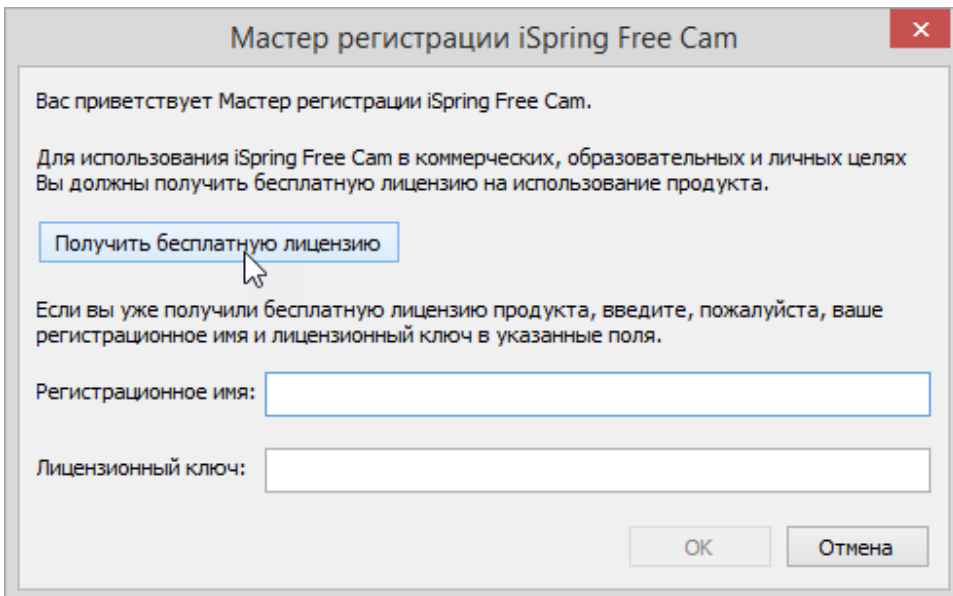 Мастер регистрации iSpring Free Cam
Вас приветствует Мастер регистрации iSpring Free Cam.
Для использования iSpring Free Cam в коммерческих, образовательных и личных целях
Вы должны получить бесплатную лицензию на использование продукта.
Получить бесплатную лицензию
Если вы уже получили бесплатную лицензию продукта, введите, пожалуйста, ваше
регистрационное имя и лицензионный ключ в указанные поля.
Регистрационное имя:
Лицензионный ключ:
OK
Отмена